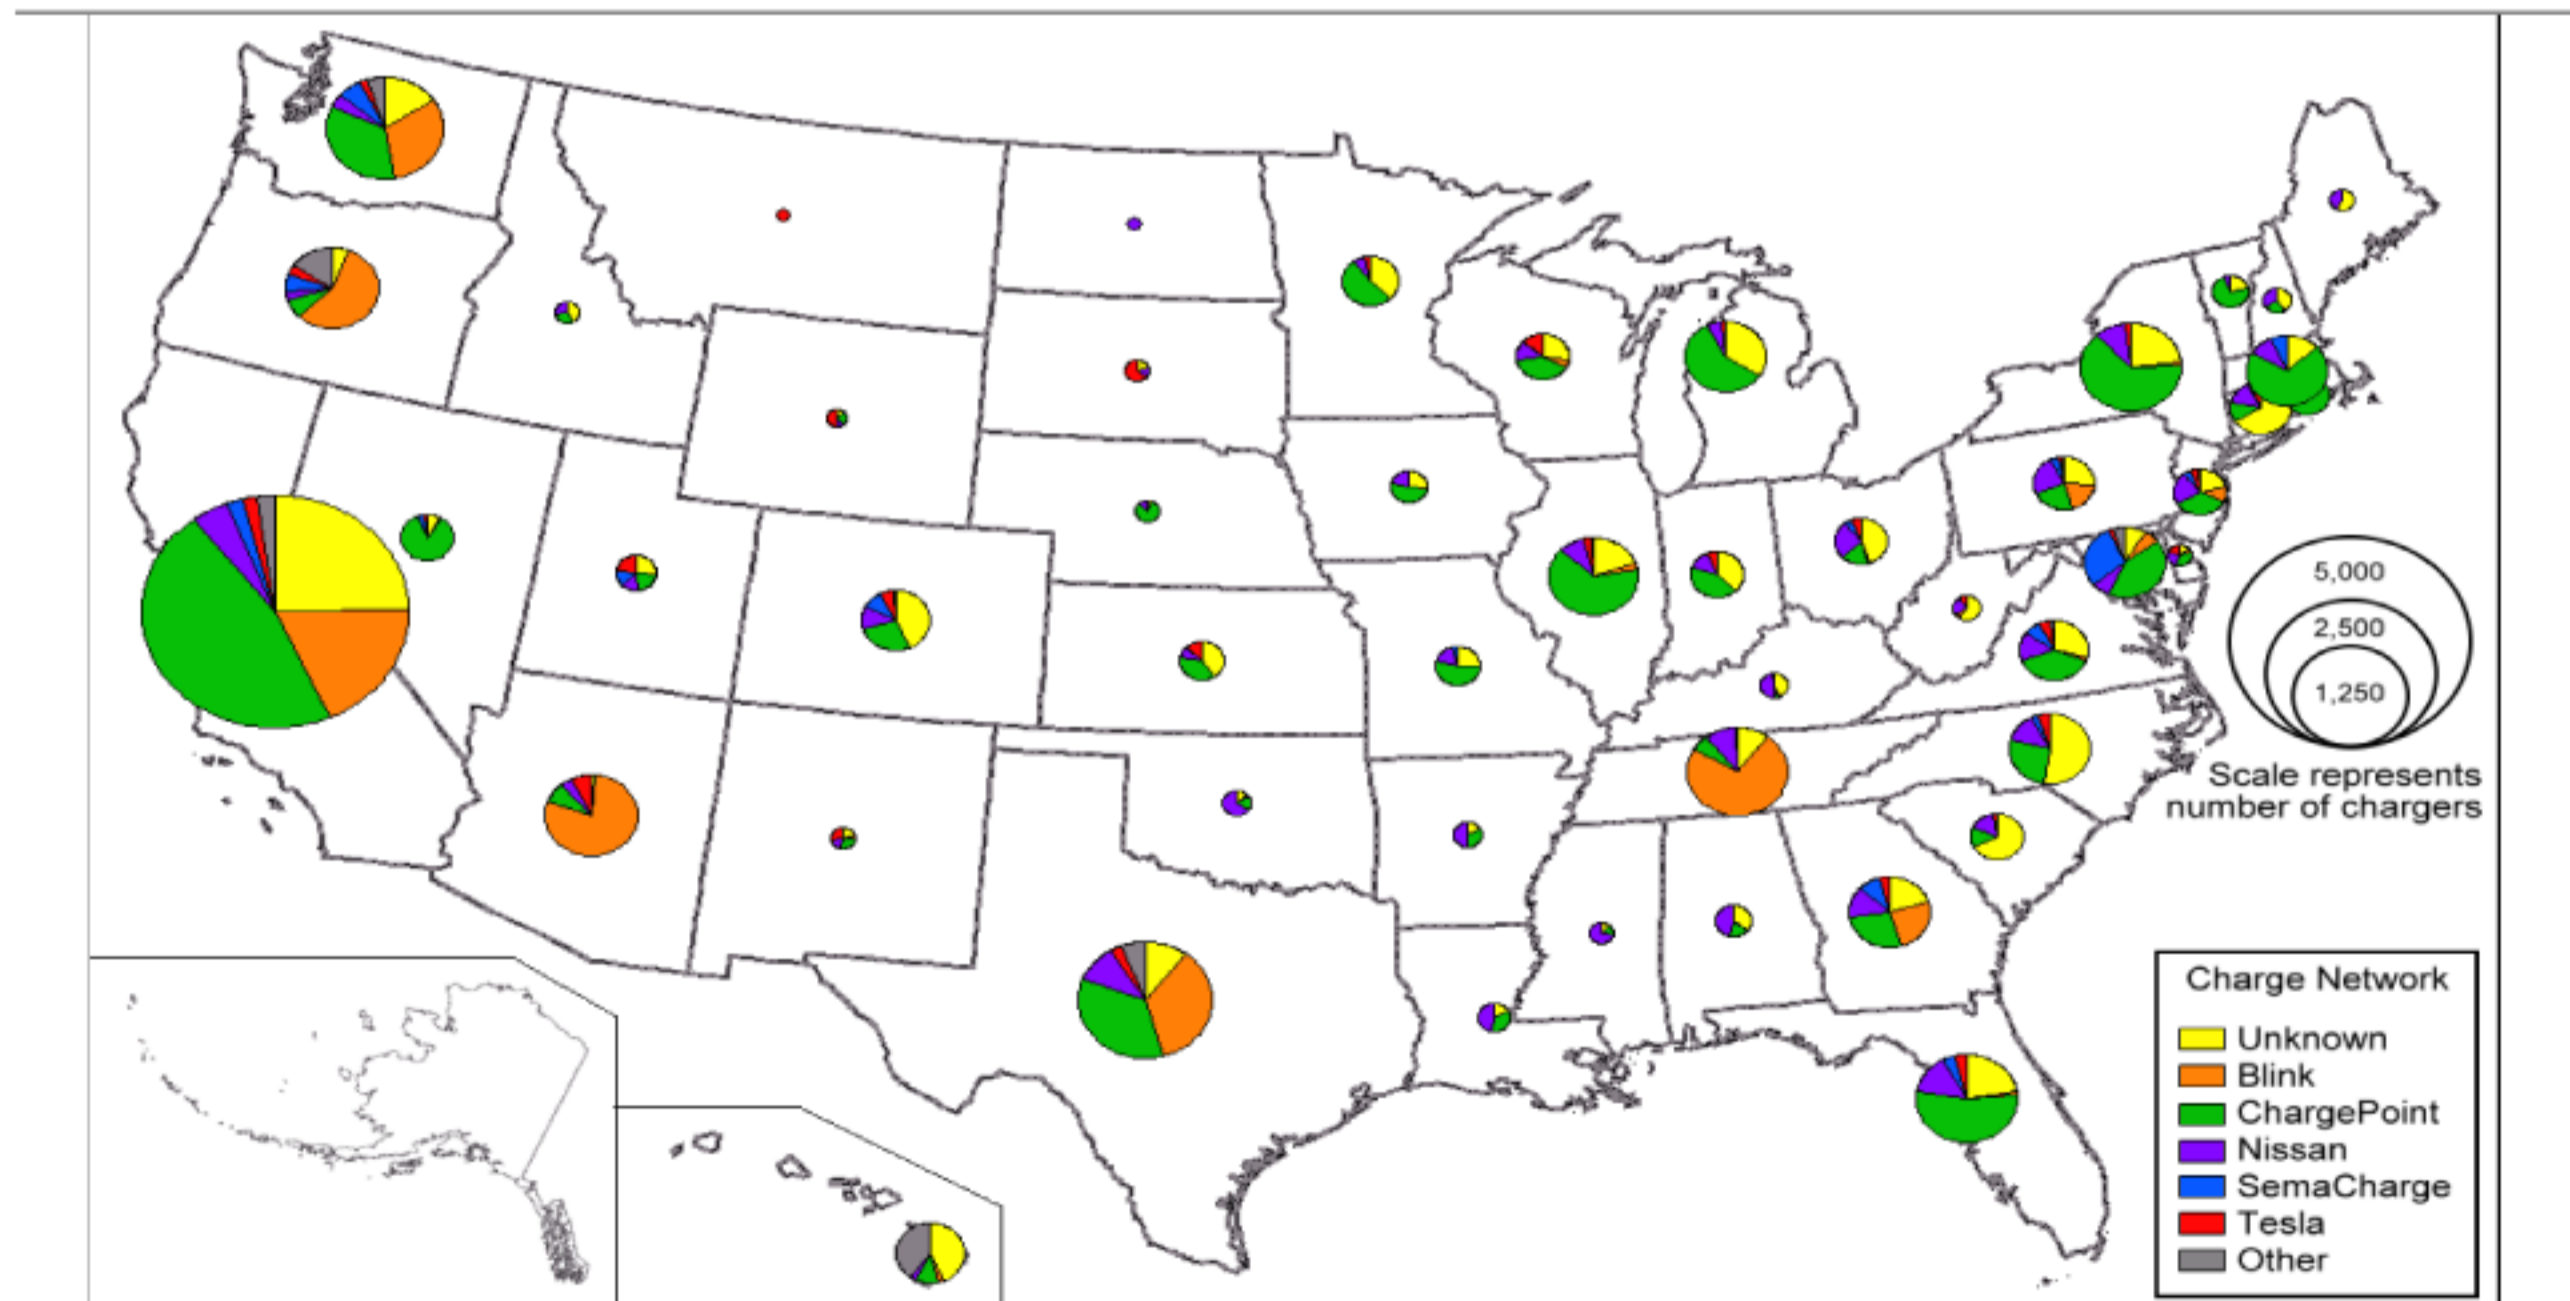 5,000
2,500
1,250
Scale represents
number of chargers
Charge Network
Unknown
Blink
ChargePoint
Nissan
SemaCharge
Tesla
Other